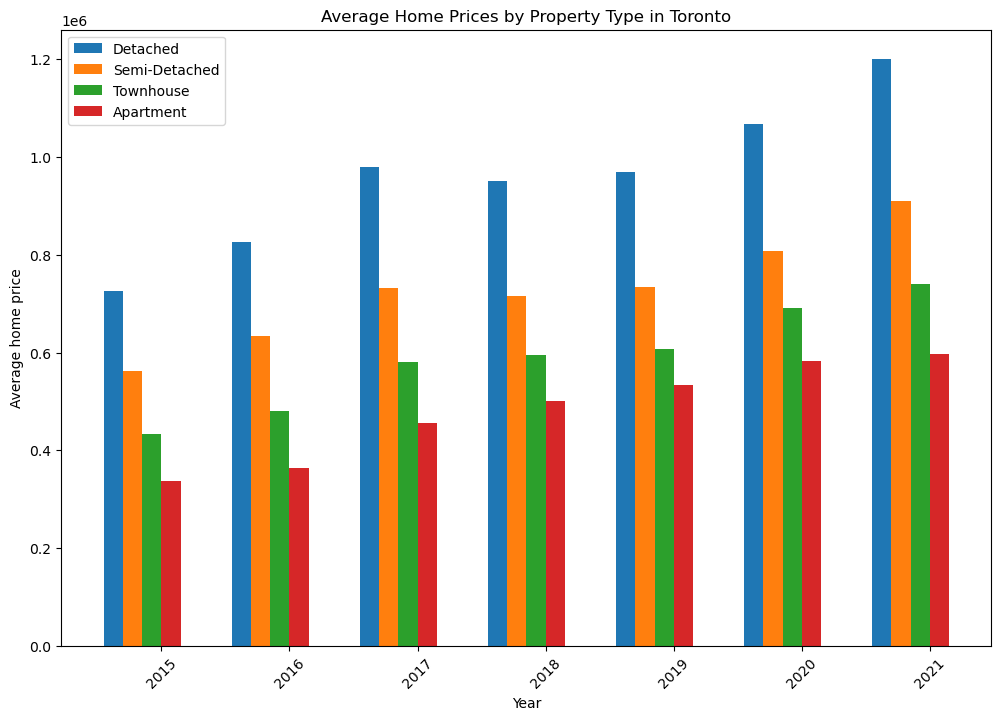 Average Home Prices by Property Type in Toronto
1e6
Detached
Semi-Detached
Townhouse
Apartment
1.2
1.0
0.8
0.6
0.4
0.2
0.0
Average home price
2015
2016
2017
2018
2019
2020
2021
Year